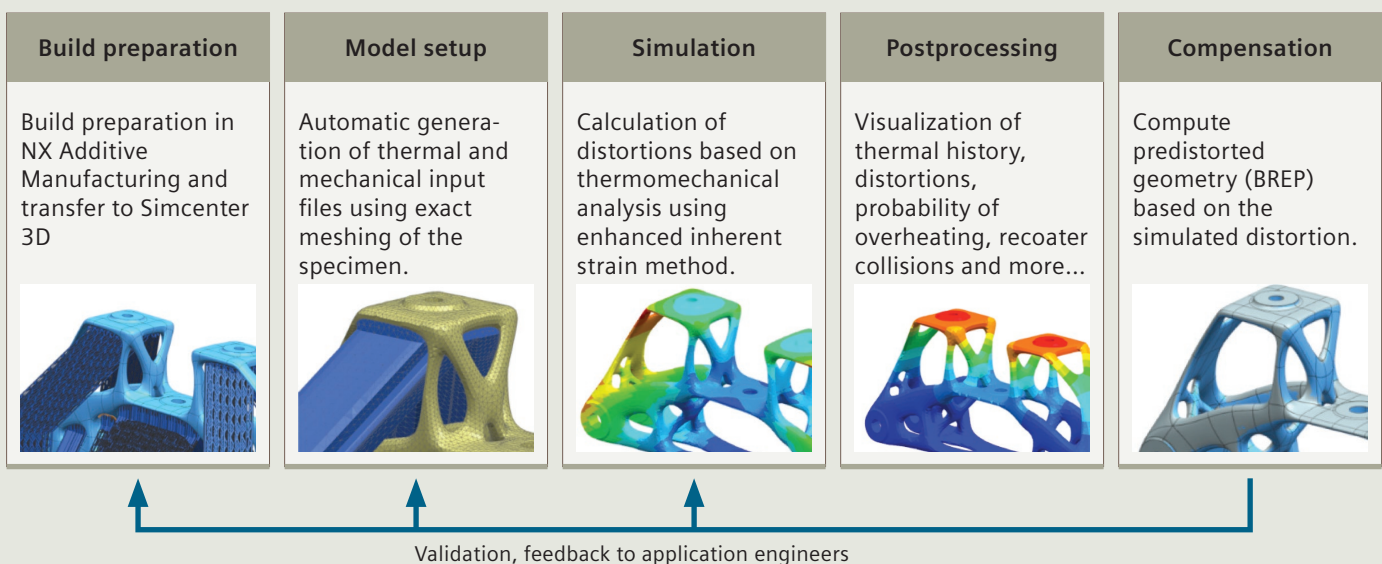 Build preparation
Build preparation in
NX Additive
Manufacturing and
transfer to Simcenter
3D
Model setup
Automatic genera-
tion of thermal and
mechanical input
files using exact
meshing of the
specimen.
Simulation
Calculation of
distortions based on
thermomechanical
analysis using
enhanced inherent
strain method.
Postprocessing
Visualization of
thermal history,
distortions,
probability of
overheating, recoater
collisions and more...
Compensation
Compute
predistorted
geometry (BREP)
based on the
simulated distortion.
Validation, feedback to application engineers